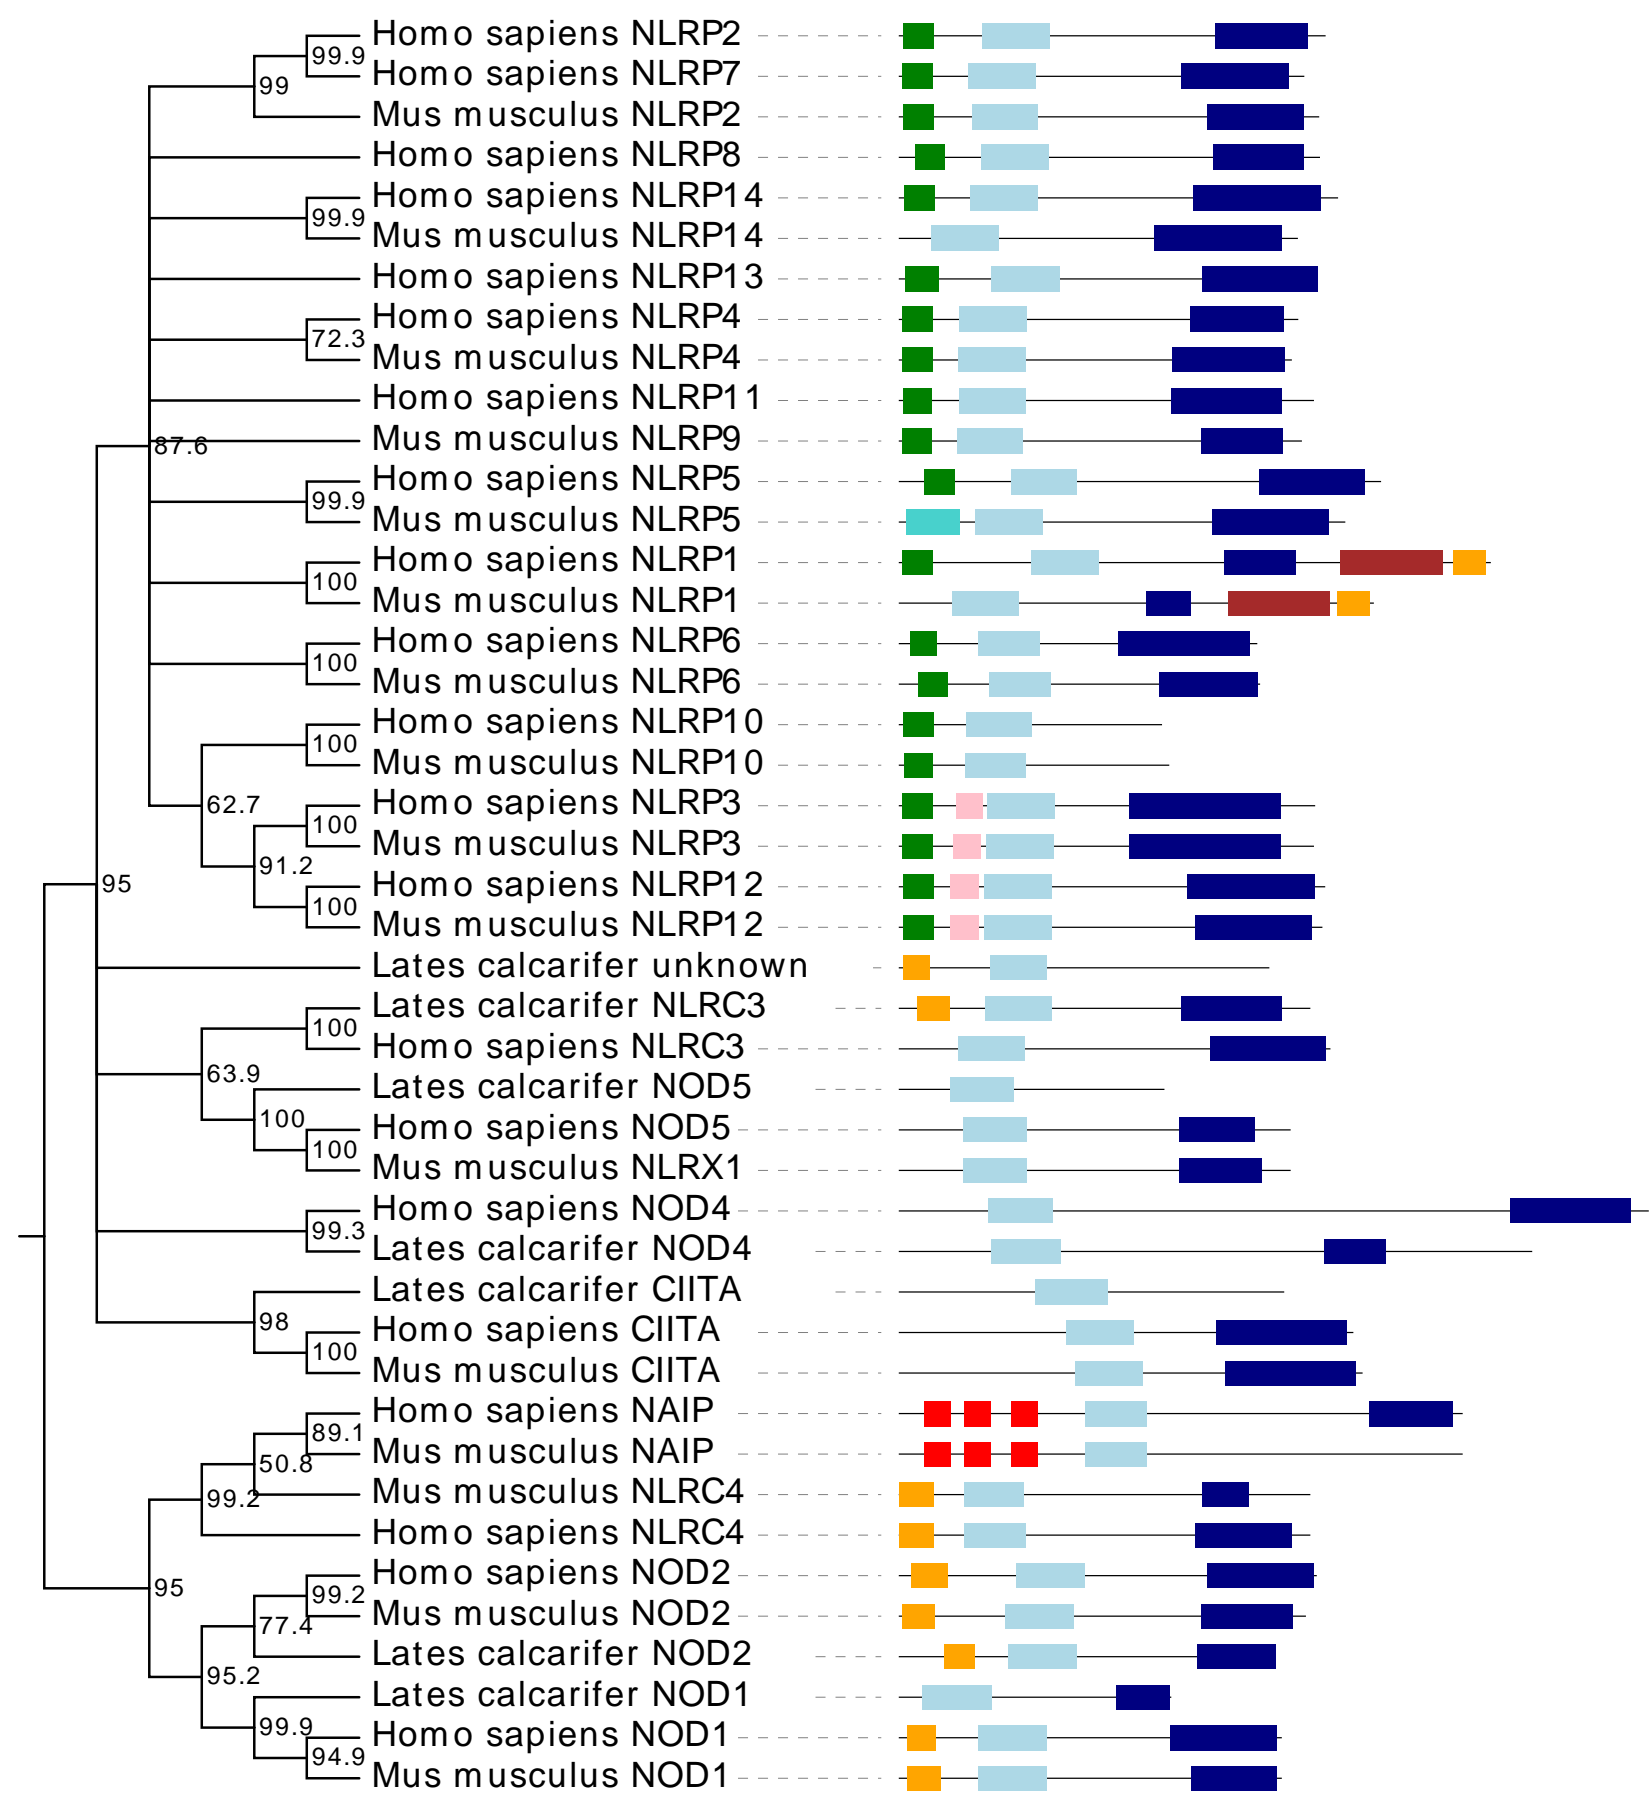 Homo sapiens NLRP2
99.9
Homo sapiens NLRP7
99
Mus musculus NLRP2
Homo sapiens NLRP8
Homo sapiens NLRP14
99.9
Mus musculus NLRP14
Homo sapiens NLRP13
Homo sapiens NLRP4
72.3
Mus musculus NLRP4
Homo sapiens NLRP11
Mus musculus NLRP9
87.6
Homo sapiens NLRP5
99.9
Mus musculus NLRP5
Homo sapiens NLRP1
100
Mus musculus NLRP1
Homo sapiens NLRP6
100
Mus musculus NLRP6
Homo sapiens NLRP10
100
Mus musculus NLRP10
62.7
Homo sapiens NLRP3
100
Mus musculus NLRP3
91.2
95
Homo sapiens NLRP12
100
Mus musculus NLRP12
Lates calcarifer unknown
Lates calcarifer NLRC3
100
Homo sapiens NLRC3
63.9
Lates calcarifer NOD5
100
Homo sapiens NOD5
100
Mus musculus NLRX1
Homo sapiens NOD4
99.3
Lates calcarifer NOD4
Lates calcarifer CIITA
98
Homo sapiens CIITA
100
Mus musculus CIITA
Homo sapiens NAIP
89.1
Mus musculus NAIP
50.8
Mus musculus NLRC4
99.2
Homo sapiens NLRC4
Homo sapiens NOD2
95
99.2
Mus musculus NOD2
77.4
Lates calcarifer NOD2
95.2
Lates calcarifer NOD1
99.9
Homo sapiens NOD1
94.9
Mus musculus NOD1